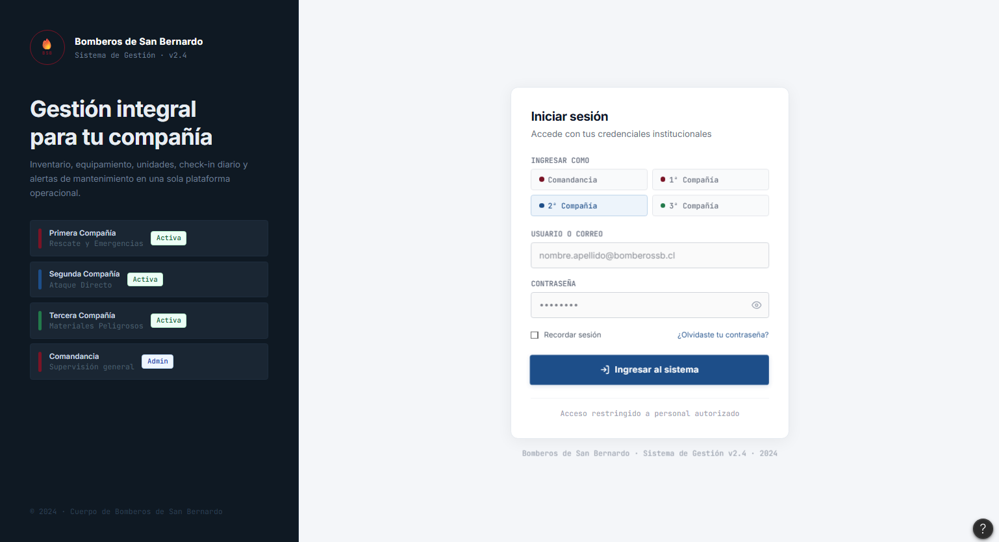 BSB
Bomberos de San Bernardo
Sistema de Gestión · v2.4
Gestión integral
para tu compañía
Inventario, equipamiento, unidades, check-in diario y
alertas de mantenimiento en una sola plataforma
operacional.
Primera Compañía
Rescate y Emergencias
Activa
Segunda Compañía
Ataque Directo
Activa
Tercera Compañía
Materiales Peligrosos
Activa
Comandancia
Supervisión general
Admin
© 2024 · Cuerpo de Bomberos de San Bernardo
Iniciar sesión
Accede con tus credenciales institucionales
INGRESAR COMO
Comandancia
1ª Compañía
2ª Compañía
3ª Compañía
USUARIO O CORREO
nombre.apellido@bomberossb.cl
CONTRASEÑA
••••••••
Recordar sesión
¿Olvidaste tu contraseña?
Ingresar al sistema
Acceso restringido a personal autorizado
Bomberos de San Bernardo · Sistema de Gestión v2.4 · 2024
?